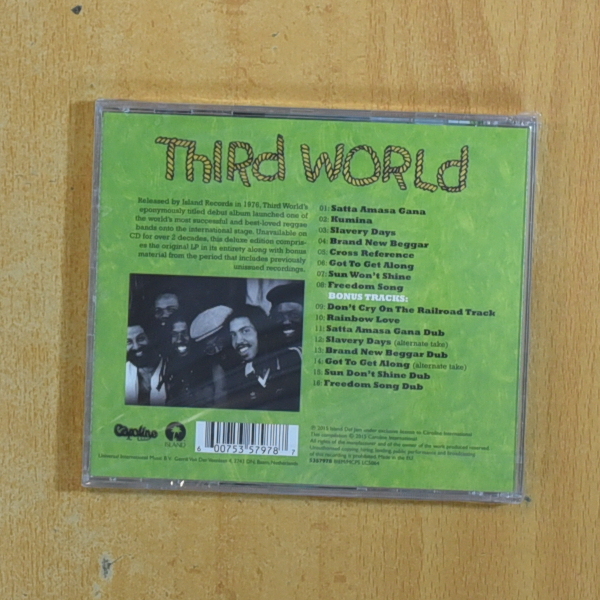 THIRD WORLD
Released by Island Records in 1976, Third World's
eponymously titled debut album launched one of
the world's most successful and best-loved reggae
bands onto the international stage. Unavailable on
CD for over 2 decades, this deluxe edition compris-
es the original LP in its entirety along with bonus
material from the period that includes previously
unissued recordings.
01: Satta Amasa Gana
02: Kumina
03: Slavery Days
04: Brand New Beggar
05: Cross Reference
06: Got To Get Along
07: Sun Won't Shine
08: Freedom Song
BONUS TRACKS:
09: Don't Cry On The Railroad Track
10: Rainbow Love
11: Satta Amasa Gana Dub
12: Slavery Days (alternate take)
13: Brand New Beggar Dub
14: Got To Get Along (alternate take)
15: Sun Don't Shine Dub
16: Freedom Song Dub
Caroline
ISLAND
6 00753 57978 7